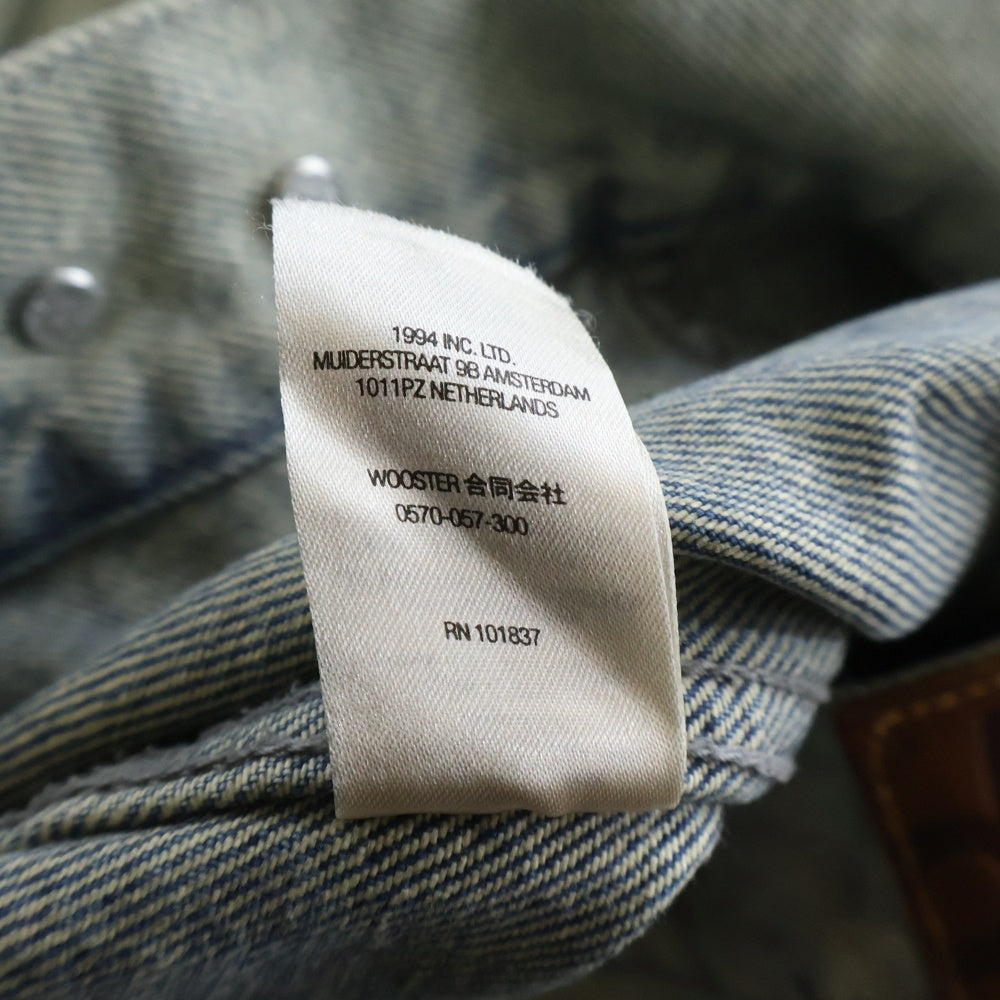 1994 INC. LTD.
MUIDERSTRAAT 9B AMSTERDAM
1011PZ NETHERLANDS
WOOSTER 合同会社
0570-057-300
RN 101837